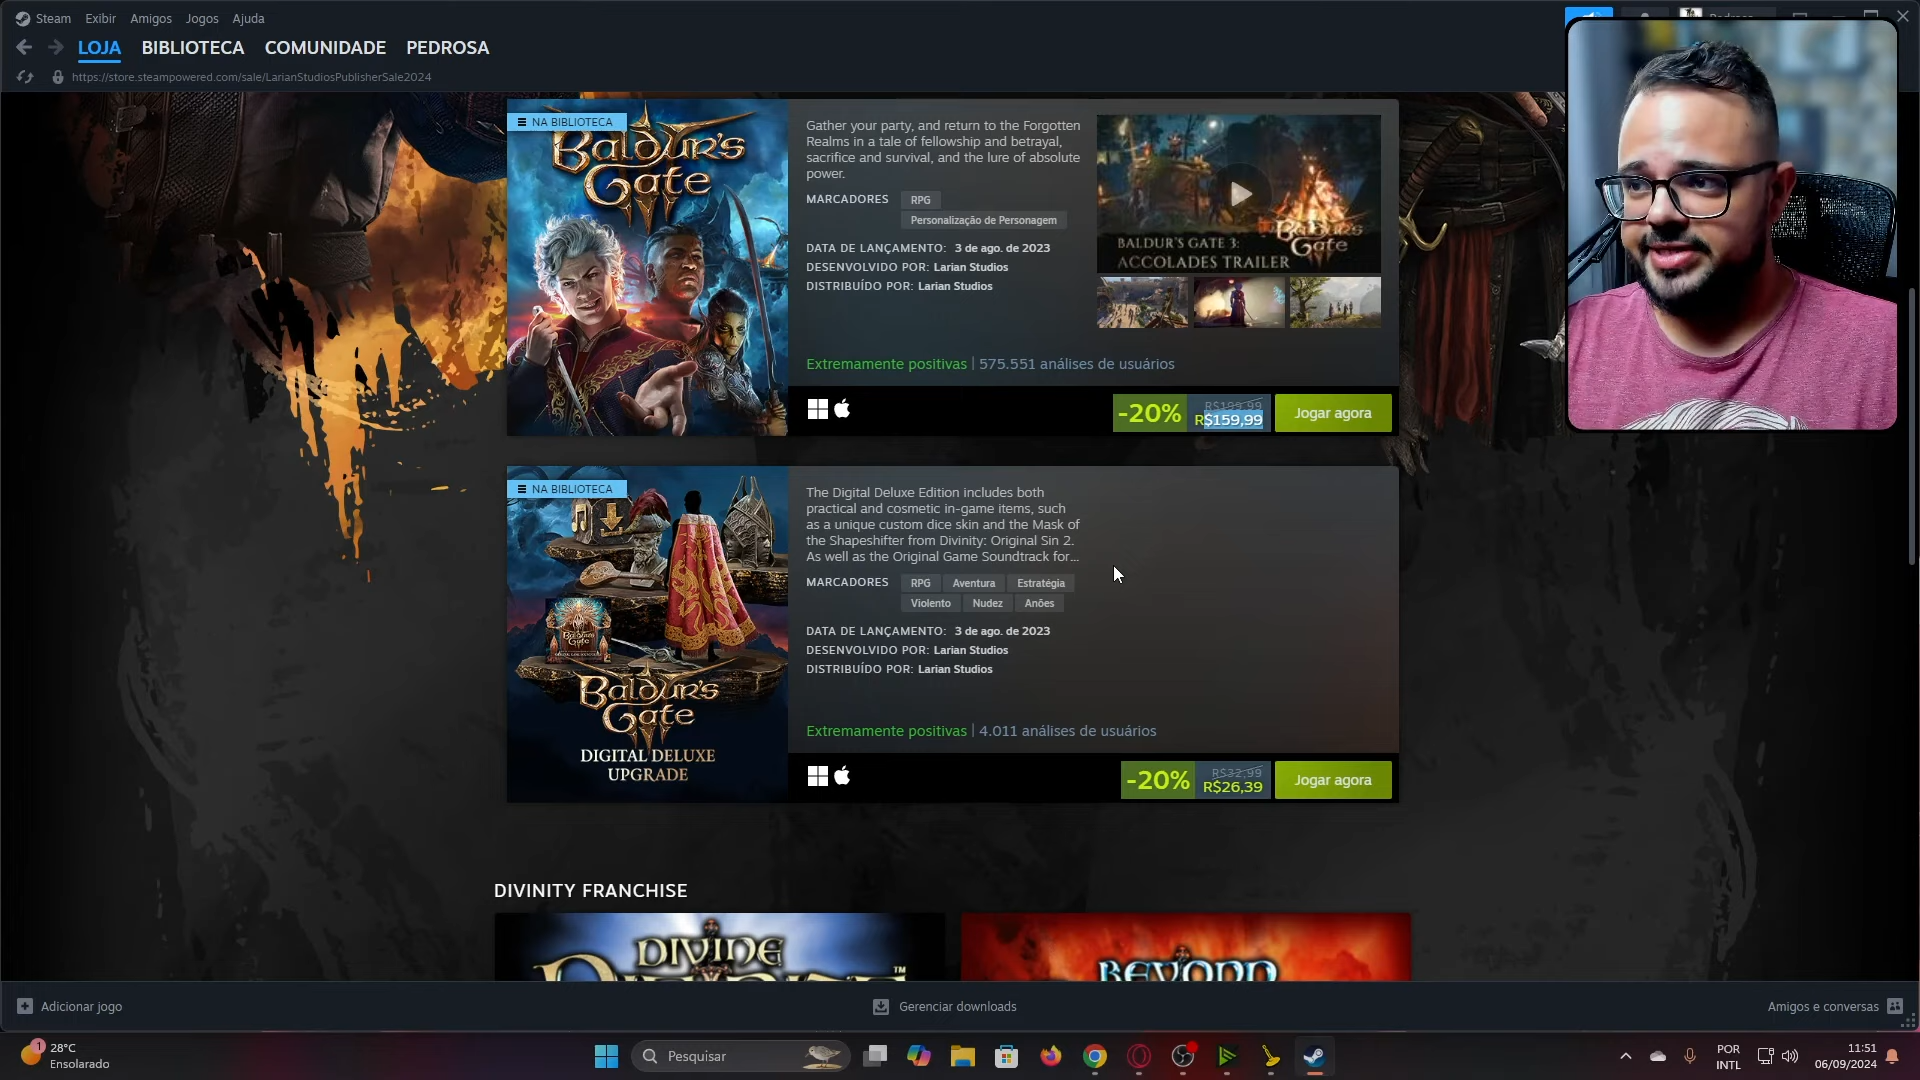 Steam Exibir Amigos Jogos Ajuda
LOJA BIBLIOTECA COMUNIDADE PEDROSA
https://store.steampowered.com/sale/LarianStudiosPublisherSale2024
NA BIBLIOTECA
Baldur's
Gate
Gather your party, and return to the Forgotten
Realms in a tale of fellowship and betrayal,
sacrifice and survival, and the lure of absolute
power.
MARCADORES RPG
Personalização de Personagem
DATA DE LANÇAMENTO: 3 de ago. de 2023
DESENVOLVIDO POR: Larian Studios
DISTRIBUÍDO POR: Larian Studios
Baldur's
Gate
BALDUR'S GATE 3:
ACCOLADES TRAILER
Extremamente positivas | 575.551 análises de usuários
-20% R$199,99
R$159,99
Jogar agora
NA BIBLIOTECA
Baldur's
Gate
DIGITAL DELUXE
UPGRADE
The Digital Deluxe Edition includes both
practical and cosmetic in-game items, such
as a unique custom dice skin and the Mask of
the Shapeshifter from Divinity: Original Sin 2.
As well as the Original Game Soundtrack for...
MARCADORES RPG Aventura Estratégia
Violento Nudez Anões
DATA DE LANÇAMENTO: 3 de ago. de 2023
DESENVOLVIDO POR: Larian Studios
DISTRIBUÍDO POR: Larian Studios
Extremamente positivas | 4.011 análises de usuários
-20% R$32,99
R$26,39
Jogar agora
DIVINITY FRANCHISE
DIVINE
DIVINITY™
BEYOND
Adicionar jogo
Gerenciar downloads
Amigos e conversas
1
28°C
Ensolarado
Pesquisar
POR
INTL
11:51
06/09/2024